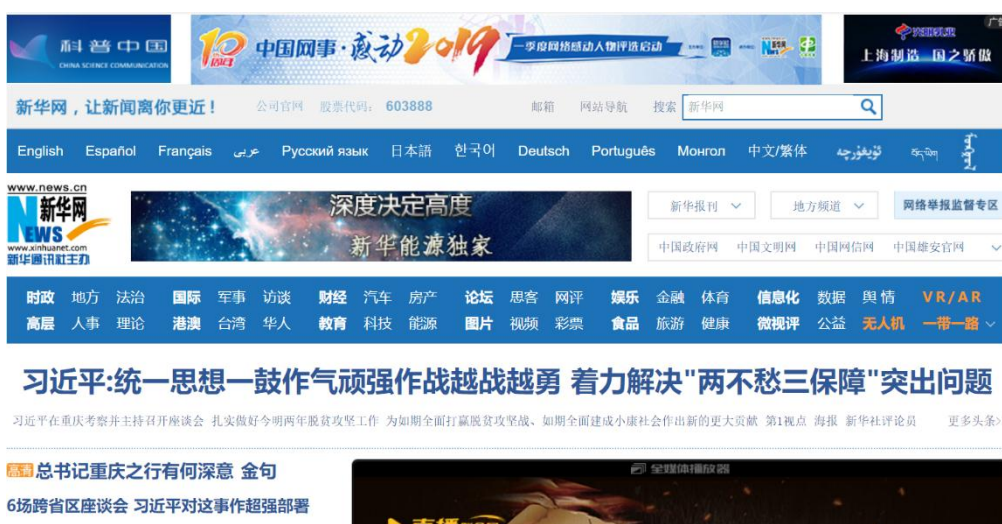 科普中国
CHINA SCIENCE COMMUNICATION
10
中国网事·感动2019
一季度网络感动人物评选启动
上海制造 国之骄傲
新华网，让新闻离你更近！ 公司官网 股票代码：603888 邮箱 网站导航 搜索 新华网
English Español Français عربى Русский язык 日本語 한국어 Deutsch Português Монгол 中文/繁体 ئۇيغۇرچە
www.news.cn
新华网
NEWS
www.xinhuanet.com
新华通讯社主办
深度决定高度
新华能源独家
新华报刊 地方频道 网络举报监督专区
中国政府网 中国文明网 中国网信网 中国雄安官网
时政 地方 法治 国际 军事 访谈 财经 汽车 房产 论坛 思客 网评 娱乐 金融 体育 信息化 数据 舆情 VR/AR
高层 人事 理论 港澳 台湾 华人 教育 科技 能源 图片 视频 彩票 食品 旅游 健康 微视评 公益 无人机 一带一路
习近平:统一思想一鼓作气顽强作战越战越勇 着力解决"两不愁三保障"突出问题
习近平在重庆考察并主持召开座谈会 扎实做好今明两年脱贫攻坚工作 为如期全面打赢脱贫攻坚战、如期全面建成小康社会作出新的更大贡献 第1视点 海报 新华社评论员 更多头条>
总书记重庆之行有何深意 金句
6场跨省区座谈会 习近平对这事作超强部署
全媒体播放器
直播